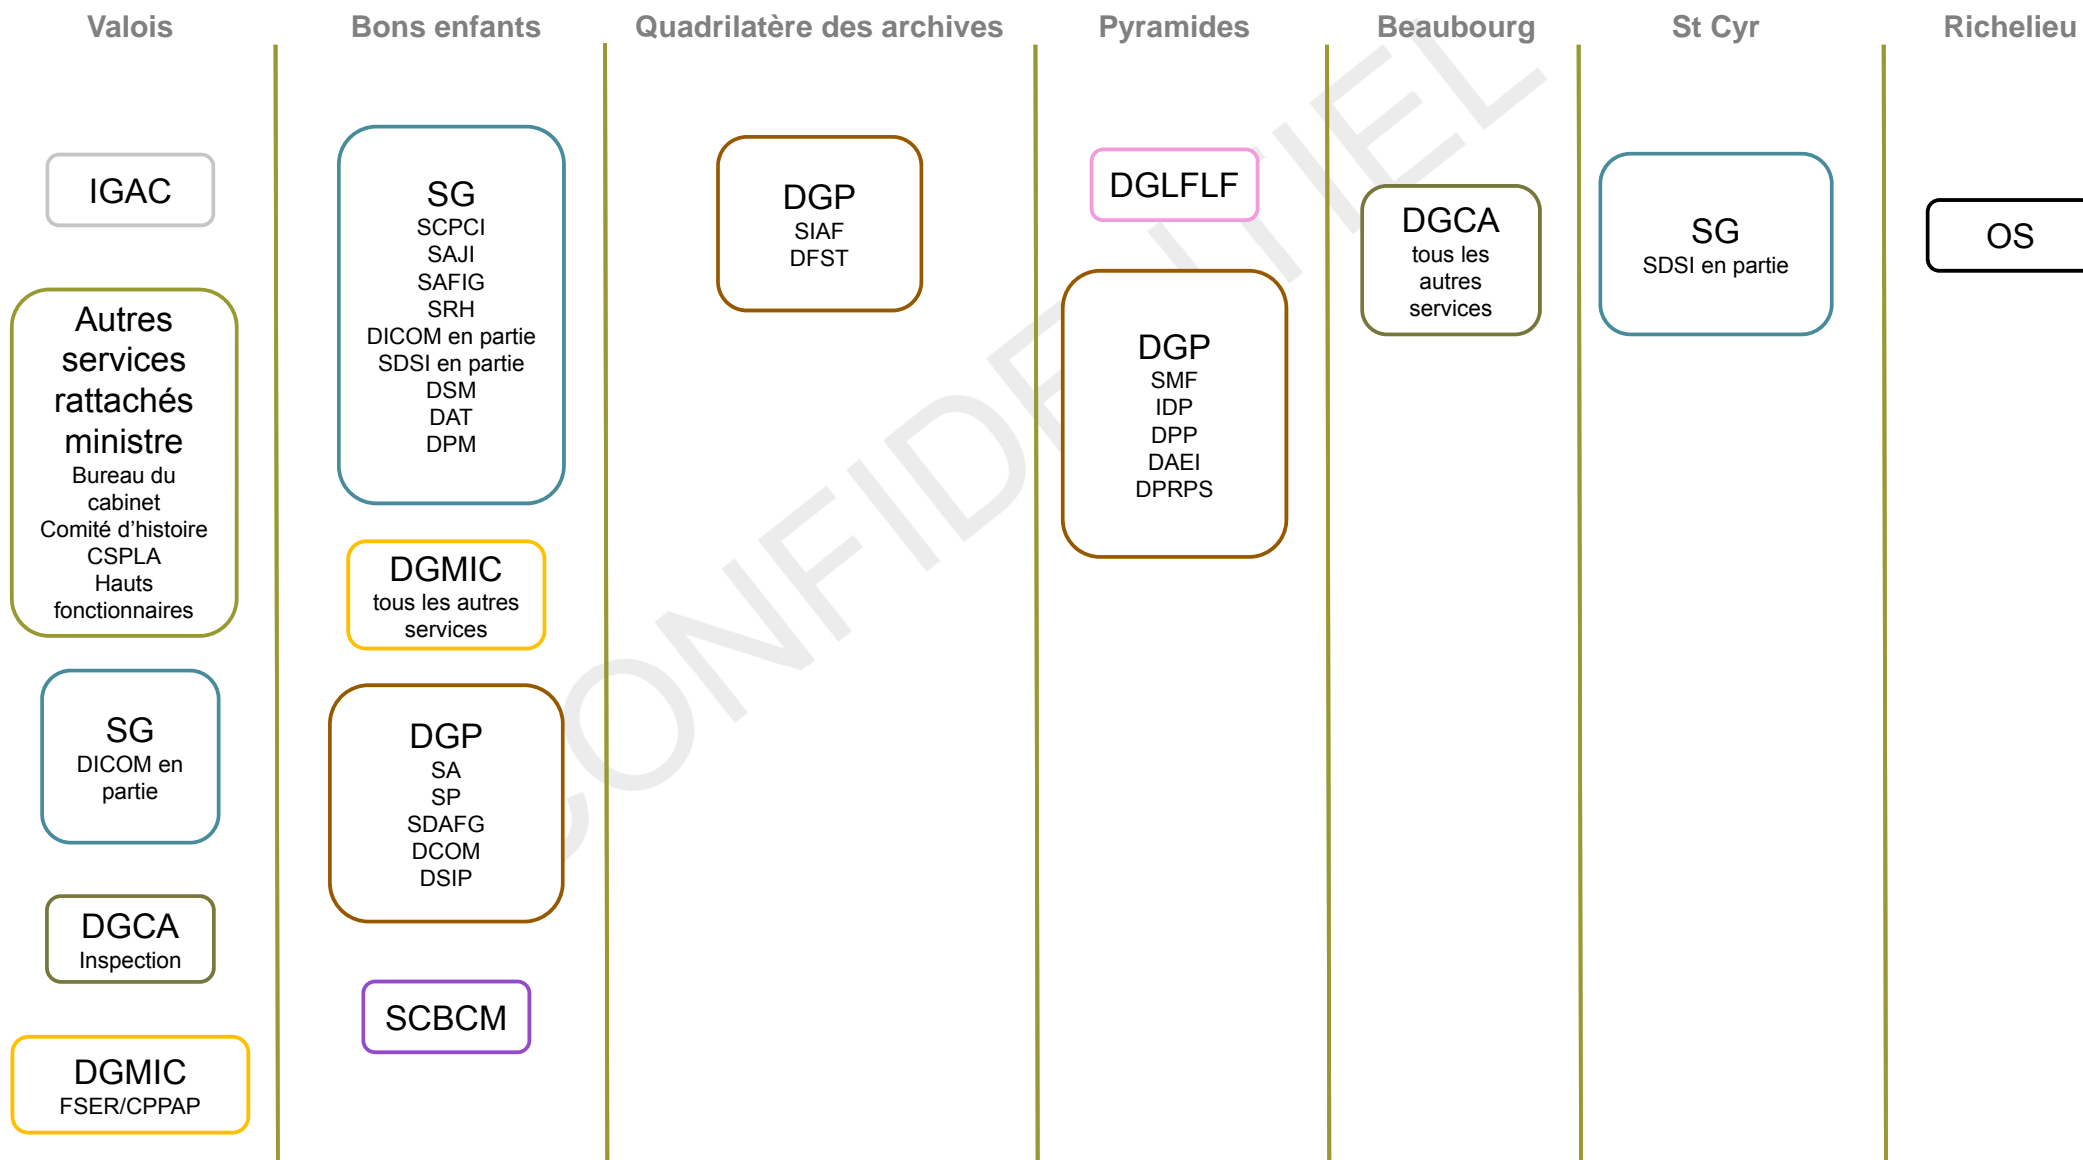 Valois
Bons enfants
Quadrilatère des archives
Pyramides
Beaubourg
St Cyr
Richelieu
IGAC
Autres
services
rattachés
ministre
Bureau du
cabinet
Comité d’histoire
CSPLA
Hauts
fonctionnaires
SG
DICOM en
partie
DGCA
Inspection
DGMIC
FSER/CPPAP
SG
SCPCI
SAJI
SAFIG
SRH
DICOM en partie
SDSI en partie
DSM
DAT
DPM
DGMIC
tous les autres
services
DGP
SA
SP
SDAFG
DCOM
DSIP
SCBCM
DGP
SIAF
DFST
DGLFLF
DGP
SMF
IDP
DPP
DAEI
DPRPS
DGCA
tous les
autres
services
SG
SDSI en partie
OS
CONFIDENTIEL